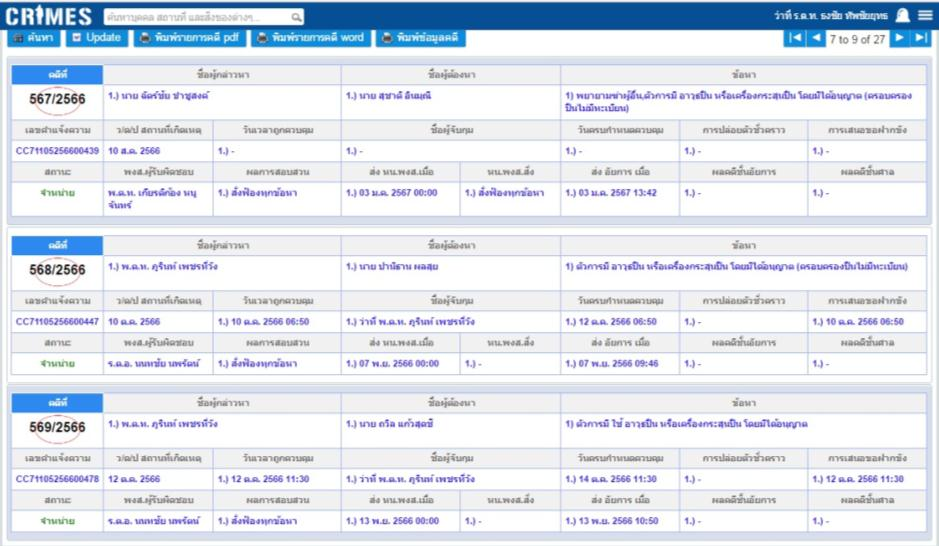 CRIMES ค้นหาบุคคล สถานที่ และสิ่งของต่างๆ... ว่าที่ ร.ต.ท. ธงชัย ทัพชัยยุทธ
ค้นหา Update พิมพ์รายการคดี pdf พิมพ์รายการคดี word พิมพ์ข้อมูลคดี 7 to 9 of 27
คดีที่ ชื่อผู้กล่าวหา ชื่อผู้ต้องหา ข้อหา
567/2566 1.) นาย ฉัตร์ชัย ชำชูสงค์ 1.) นาย สุชาติ อินมุณี 1) พยายามฆ่าผู้อื่น,ตัวการมี อาวุธปืน หรือเครื่องกระสุนปืน โดยมิได้อนุญาต (ครอบครอง
ปืนไม่มีทะเบียน)
เลขคำแจ้งความ ว/ด/ป สถานที่เกิดเหตุ วันเวลาถูกควบคุม ชื่อผู้จับกุม วันครบกำหนดควบคุม การปล่อยตัวชั่วคราว การเสนอขอฝากขัง
CC71105256600439 10 ส.ค. 2566 1.) - 1.) - 1.) - 1.) - 1.) -
สถานะ พงส.ผู้รับผิดชอบ ผลการสอบสวน ส่ง หน.พงส.เมื่อ หน.พงส.สั่ง ส่ง อัยการ เมื่อ ผลคดีชั้นอัยการ ผลคดีชั้นศาล
จำหน่าย พ.ต.ท. เกียรติก้อง หนู 1.) สั่งฟ้องทุกข้อหา 1.) 03 ม.ค. 2567 00:00 1.) สั่งฟ้องทุกข้อหา 1.) 03 ม.ค. 2567 13:42 1.) - 1.) -
จันทร์
คดีที่ ชื่อผู้กล่าวหา ชื่อผู้ต้องหา ข้อหา
568/2566 1.) พ.ต.ท. ภูรินท์ เพชรที่วัง 1.) นาย ปานัฐาน ผลสุย 1) ตัวการมี อาวุธปืน หรือเครื่องกระสุนปืน โดยมิได้อนุญาต (ครอบครองปืนไม่มีทะเบียน)
เลขคำแจ้งความ ว/ด/ป สถานที่เกิดเหตุ วันเวลาถูกควบคุม ชื่อผู้จับกุม วันครบกำหนดควบคุม การปล่อยตัวชั่วคราว การเสนอขอฝากขัง
CC71105256600447 10 ต.ค. 2566 1.) 10 ต.ค. 2566 06:50 1.) ว่าที่ พ.ต.ท. ภูรินท์ เพชรที่วัง 1.) 12 ต.ค. 2566 06:50 1.) - 1.) 10 ต.ค. 2566 06:50
สถานะ พงส.ผู้รับผิดชอบ ผลการสอบสวน ส่ง หน.พงส.เมื่อ หน.พงส.สั่ง ส่ง อัยการ เมื่อ ผลคดีชั้นอัยการ ผลคดีชั้นศาล
จำหน่าย ร.ต.อ. นนทชัย นพรัตน์ 1.) สั่งฟ้องทุกข้อหา 1.) 07 พ.ย. 2566 00:00 1.) - 1.) 07 พ.ย. 2566 09:46 1.) - 1.) -
คดีที่ ชื่อผู้กล่าวหา ชื่อผู้ต้องหา ข้อหา
569/2566 1.) พ.ต.ท. ภูรินท์ เพชรที่วัง 1.) นาย ถวิล แก้วสุดชี 1) ตัวการมี ใช้ อาวุธปืน หรือเครื่องกระสุนปืน โดยมิได้อนุญาต
เลขคำแจ้งความ ว/ด/ป สถานที่เกิดเหตุ วันเวลาถูกควบคุม ชื่อผู้จับกุม วันครบกำหนดควบคุม การปล่อยตัวชั่วคราว การเสนอขอฝากขัง
CC71105256600478 12 ต.ค. 2566 1.) 12 ต.ค. 2566 11:30 1.) ว่าที่ พ.ต.ท. ภูรินท์ เพชรที่วัง 1.) 14 ต.ค. 2566 11:30 1.) - 1.) 12 ต.ค. 2566 11:30
สถานะ พงส.ผู้รับผิดชอบ ผลการสอบสวน ส่ง หน.พงส.เมื่อ หน.พงส.สั่ง ส่ง อัยการ เมื่อ ผลคดีชั้นอัยการ ผลคดีชั้นศาล
จำหน่าย ร.ต.อ. นนทชัย นพรัตน์ 1.) สั่งฟ้องทุกข้อหา 1.) 13 พ.ย. 2566 00:00 1.) - 1.) 13 พ.ย. 2566 10:50 1.) - 1.) -